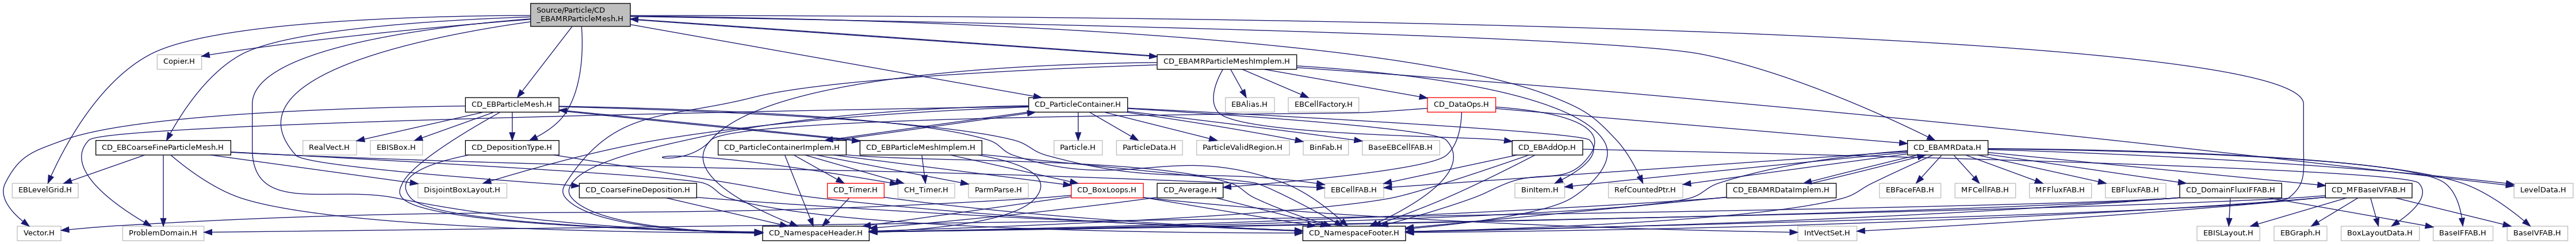 Source/Particle/CD
_EBAMRParticleMesh.H
Copier.H
CD_EBAMRParticleMeshImplem.H
CD_EBParticleMesh.H
CD_ParticleContainer.H
EBAlias.H
EBCellFactory.H
CD_DataOps.H
RealVect.H
EBISBox.H
CD_EBCoarseFineParticleMesh.H
CD_DepositionType.H
CD_ParticleContainerImplem.H
CD_EBParticleMeshImplem.H
Particle.H
ParticleData.H
ParticleValidRegion.H
BinFab.H
BaseEBCellFAB.H
CD_EBAddOp.H
CD_EBAMRData.H
EBLevelGrid.H
DisjointBoxLayout.H
CD_CoarseFineDeposition.H
CD_Timer.H
CH_Timer.H
ParmParse.H
CD_BoxLoops.H
CD_Average.H
EBCellFAB.H
BinItem.H
RefCountedPtr.H
CD_EBAMRDataImplem.H
EBFaceFAB.H
MFCellFAB.H
MFFluxFAB.H
EBFluxFAB.H
CD_DomainFluxIFFAB.H
CD_MFBaseIVFAB.H
LevelData.H
Vector.H
ProblemDomain.H
CD_NamespaceHeader.H
CD_NamespaceFooter.H
IntVectSet.H
EBISLayout.H
EBGraph.H
BoxLayoutData.H
BaseIFFAB.H
BaseIVFAB.H